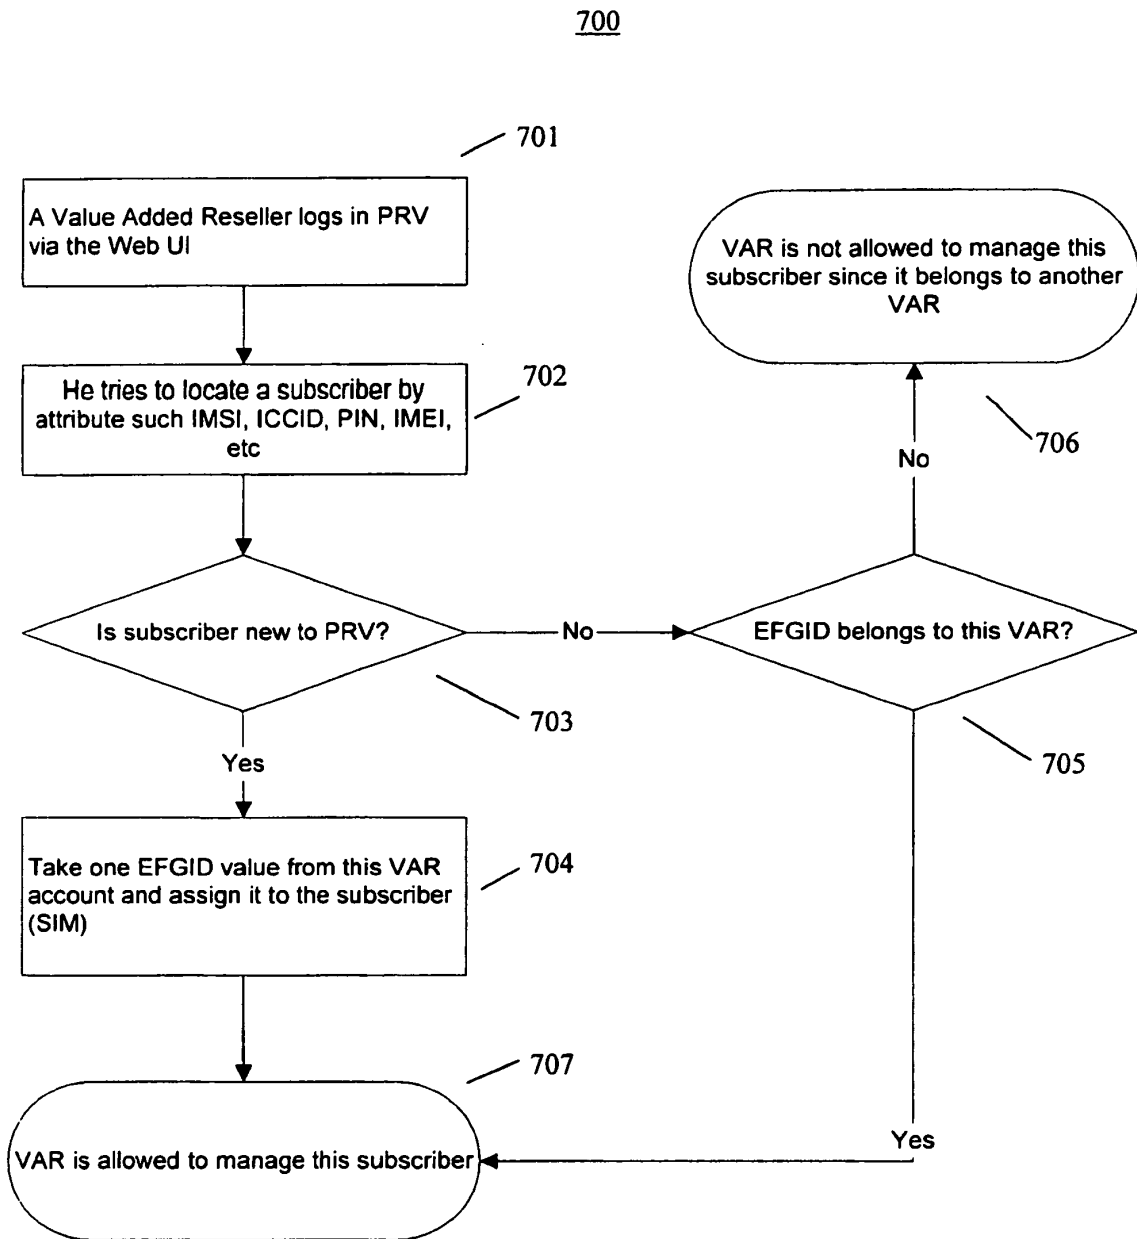 700
701
A Value Added Reseller logs in PRV
via the Web UI
VAR is not allowed to manage this
subscriber since it belongs to another
VAR
702
He tries to locate a subscriber by
attribute such IMSI, ICCID, PIN, IMEI,
etc
706
No
Is subscriber new to PRV?
No
EFGID belongs to this VAR?
703
705
Yes
Take one EFGID value from this VAR
account and assign it to the subscriber
(SIM)
704
707
VAR is allowed to manage this subscriber
Yes